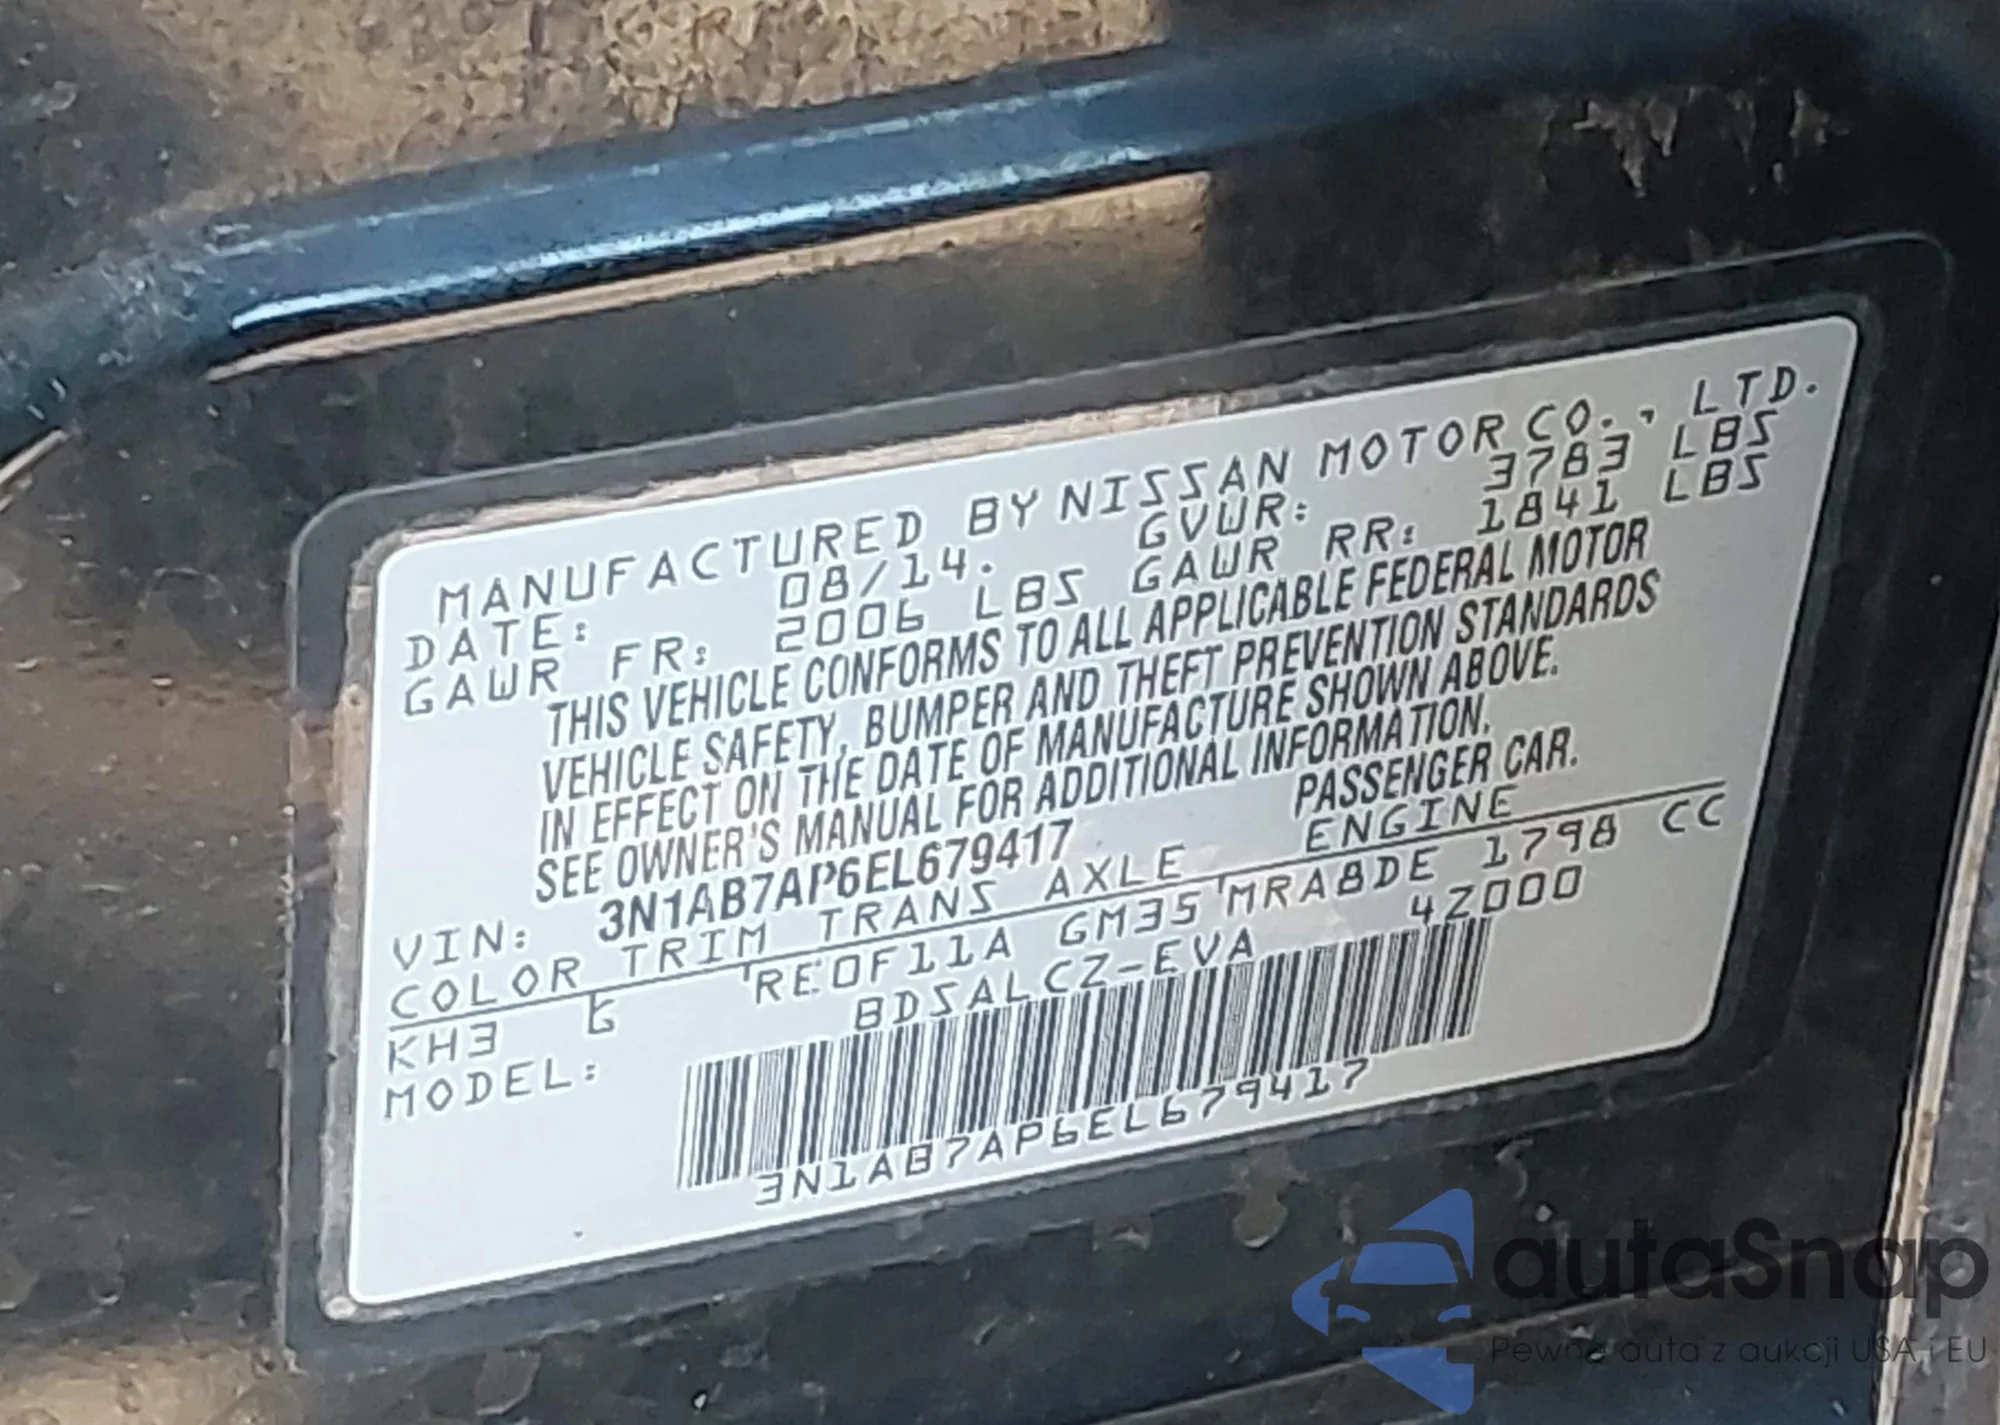 MANUFACTURED BY NISSAN MOTOR CO., LTD.
DATE: 08/14. GVWR: 3783 LBS
GAWR FR: 2006 LBS GAWR RR: 1841 LBS
THIS VEHICLE CONFORMS TO ALL APPLICABLE FEDERAL MOTOR
VEHICLE SAFETY, BUMPER AND THEFT PREVENTION STANDARDS
IN EFFECT ON THE DATE OF MANUFACTURE SHOWN ABOVE.
SEE OWNER'S MANUAL FOR ADDITIONAL INFORMATION.
VIN: 3N1AB7AP6EL679417 PASSENGER CAR.
COLOR TRIM TRANS AXLE ENGINE
KH3 G RE0F11A GM35 MRA8DE 1798 CC
MODEL: BDSALCZ-EVA 42000
3N1AB7AP6EL679417
autaSnap
Pewne auta z aukcji USA i EU